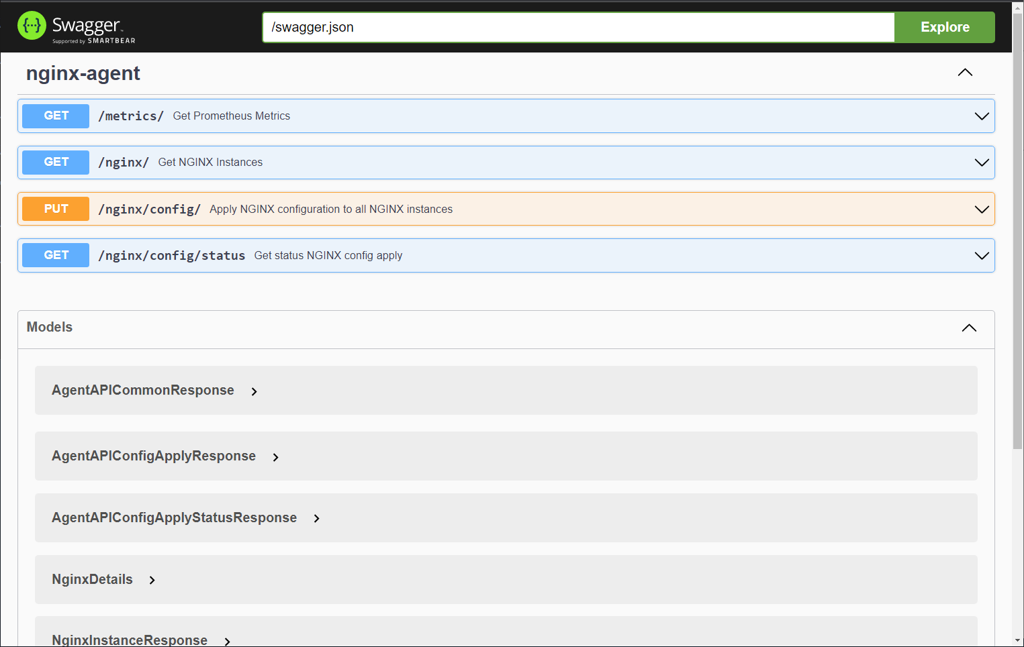 Swagger
Supported by SMARTBEAR
/swagger.json
Explore
nginx-agent
GET /metrics/ Get Prometheus Metrics
GET /nginx/ Get NGINX Instances
PUT /nginx/config/ Apply NGINX configuration to all NGINX instances
GET /nginx/config/status Get status NGINX config apply
Models
AgentAPICommonResponse
AgentAPIConfigApplyResponse
AgentAPIConfigApplyStatusResponse
NginxDetails
NginxInstanceResponse